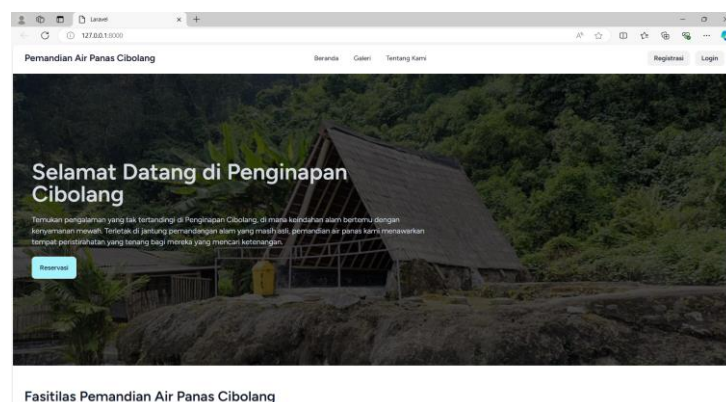 Laravel
127.0.0.1:8000
Pemandian Air Panas Cibolang
Beranda Galeri Tentang Kami
Registrasi Login
Selamat Datang di Penginapan
Cibolang
Temukan pengalaman yang tak tertandingi di Penginapan Cibolang, di mana keindahan alam bertemu dengan
kenyamanan mewah. Terletak di jantung pemandangan alam yang masih asli, pemandian air panas kami menawarkan
tempat peristirahatan yang tenang bagi mereka yang mencari ketenangan.
Reservasi
Fasitilas Pemandian Air Panas Cibolang